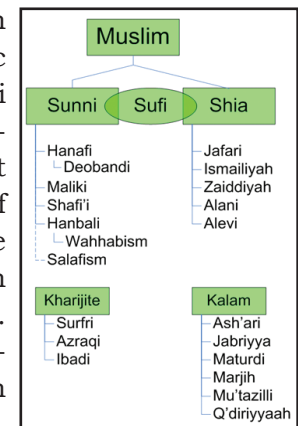 n
c
i
-
t
f
e
n
.
-
n
Muslim
Sunni Sufi Shia
Hanafi
Deobandi
Maliki
Shafi'i
Hanbali
Wahhabism
Salafism
Jafari
Ismailiyah
Zaiddiyah
Alani
Alevi
Kharijite
Surfri
Azraqi
Ibadi
Kalam
Ash'ari
Jabriyya
Maturdi
Marjih
Mu'tazilli
Q'diriyyaah